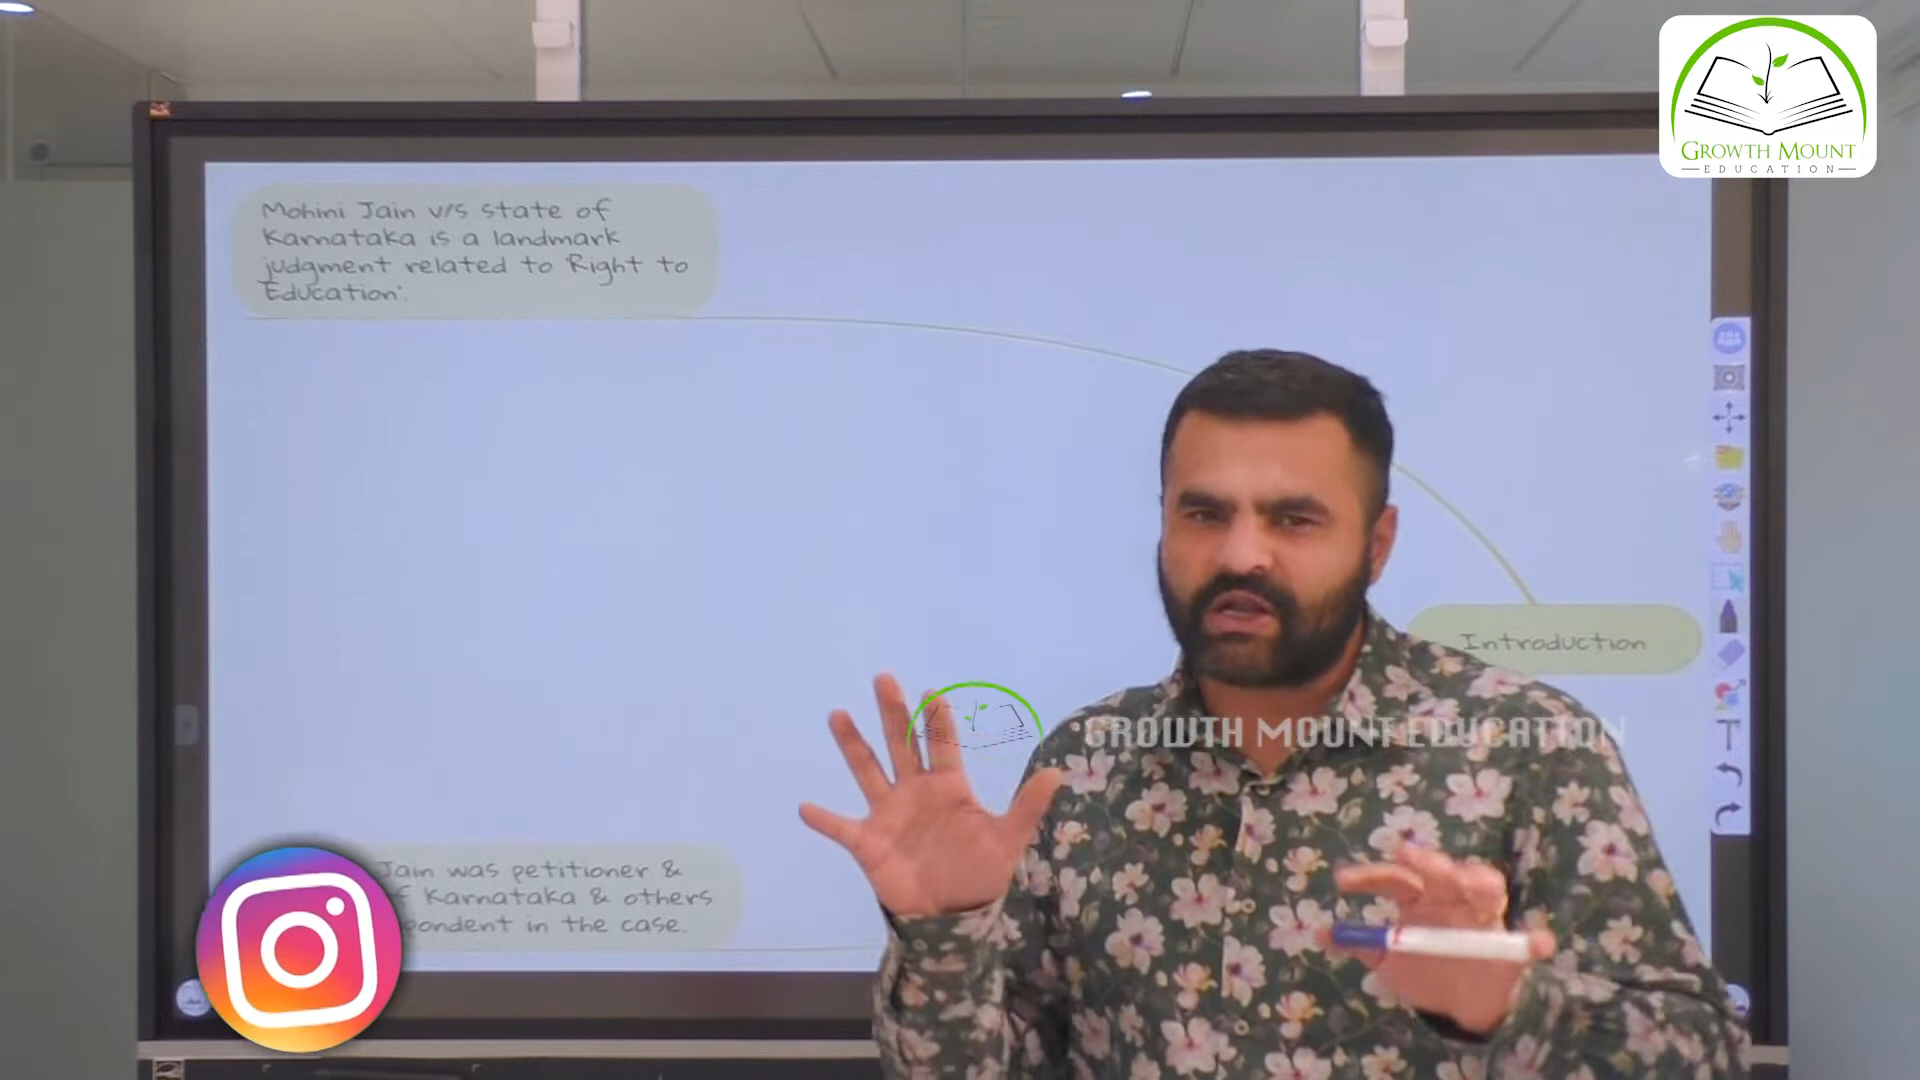 GROWTH MOUNT
EDUCATION
Mohini Jain v/s state of
Karnataka is a landmark
judgment related to 'Right to
Education'.
Introduction
GROWTH MOUNT EDUCATION
Jain was petitioner &
Karnataka & others
in the case.